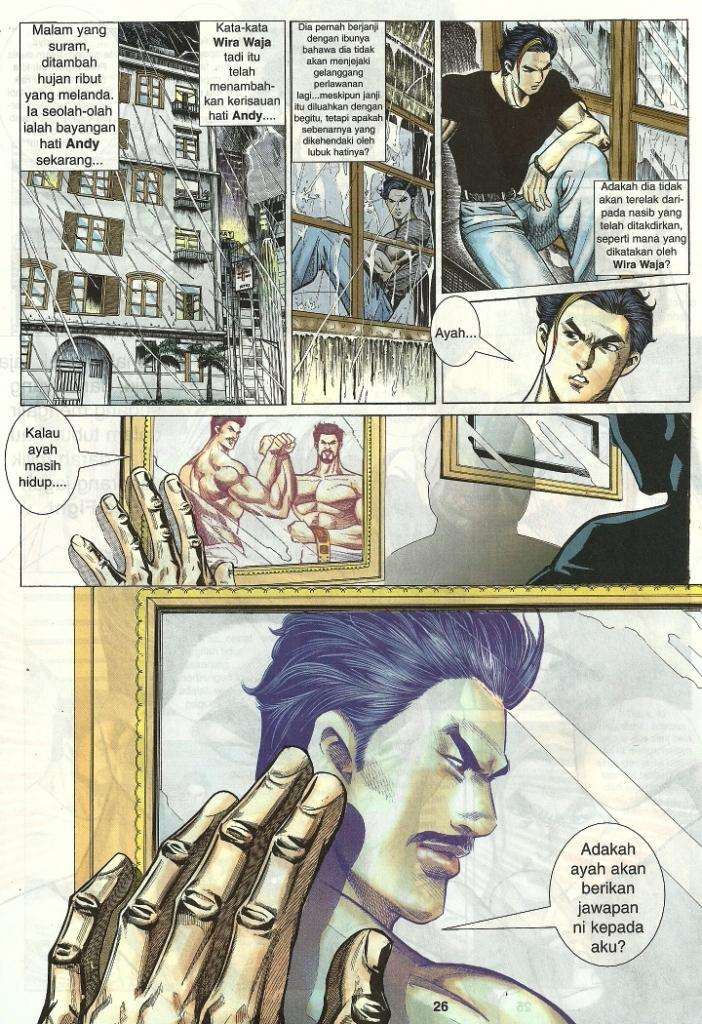 Malam yang
suram,
ditambah
hujan ribut
yang melanda.
Ia seolah-olah
ialah bayangan
hati Andy
sekarang...
Kata-kata
Wira Waja
tadi itu
telah
menambah-
kan kerisauan
hati Andy....
Dia pernah berjanji
dengan ibunya
bahawa dia tidak
akan menjejaki
gelanggang
perlawanan
lagi...meskipun janji
itu diluahkan dengan
begitu, tetapi apakah
sebenarnya yang
dikehendaki oleh
lubuk hatinya?
Adakah dia tidak
akan terelak dari-
pada nasib yang
telah ditakdirkan,
seperti mana yang
dikatakan oleh
Wira Waja?
Ayah...
Kalau
ayah
masih
hidup....
Adakah
ayah akan
berikan
jawapan
ni kepada
aku?
26